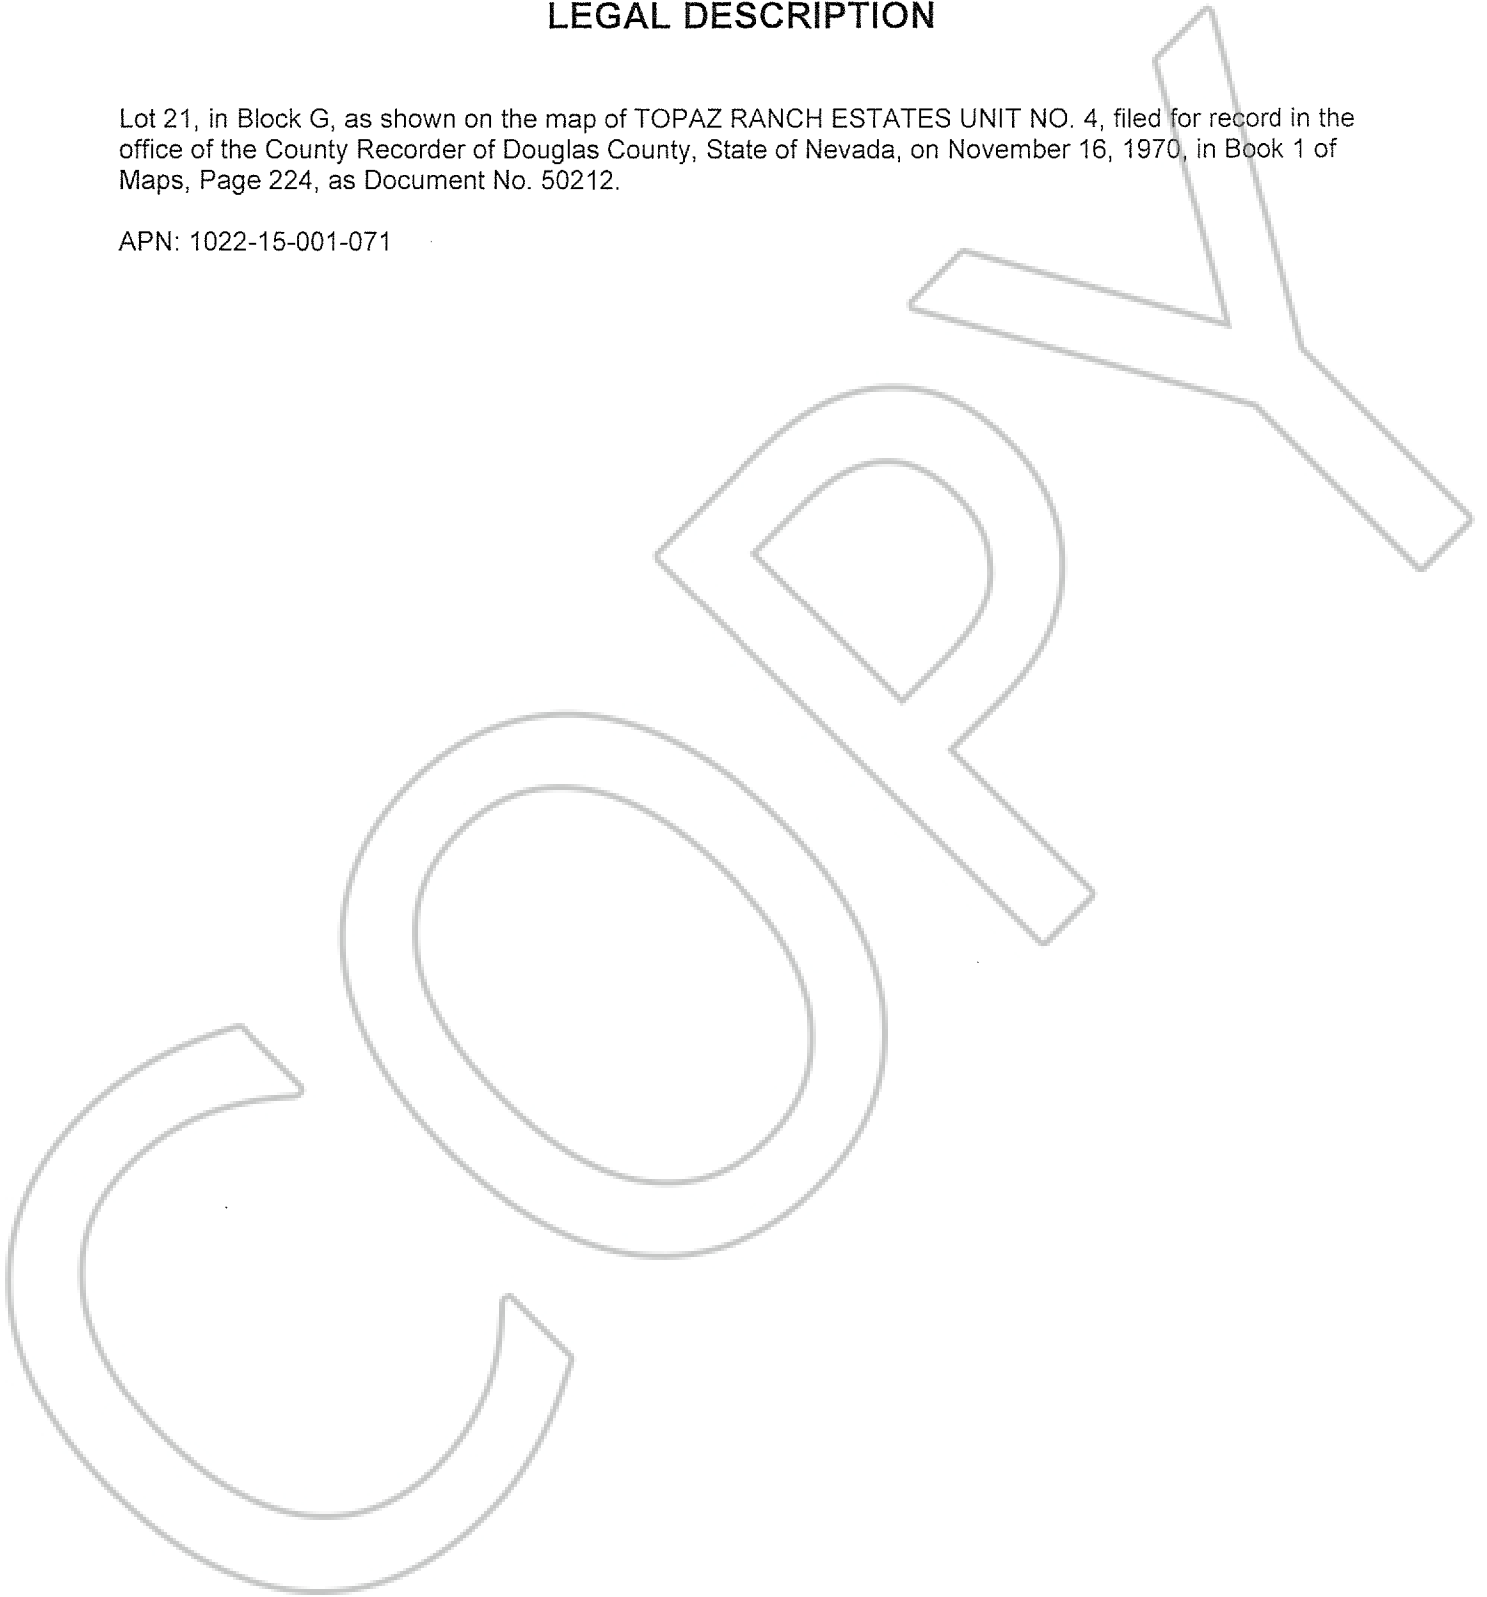 LEGAL DESCRIPTION
Lot 21, in Block G, as shown on the map of TOPAZ RANCH ESTATES UNIT NO. 4, filed for record in the
office of the County Recorder of Douglas County, State of Nevada, on November 16, 1970, in Book 1 of
Maps, Page 224, as Document No. 50212.
APN: 1022-15-001-071
COPY